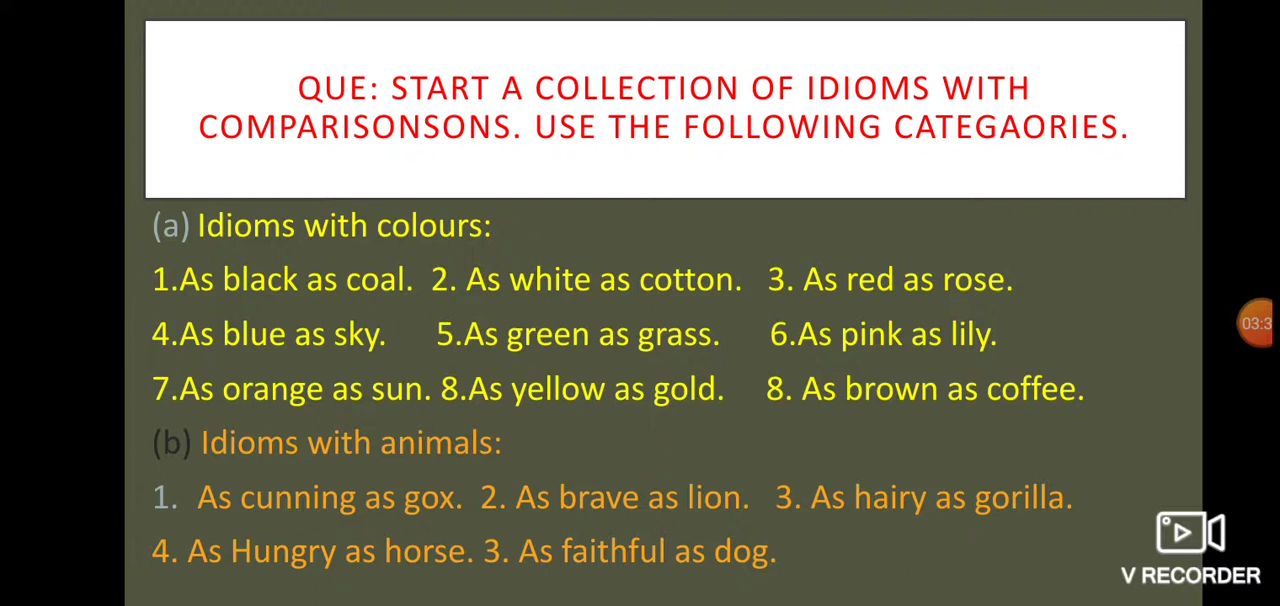 QUE: START A COLLECTION OF IDIOMS WITH
COMPARISONSONS. USE THE FOLLOWING CATEGAORIES.
(a) Idioms with colours:
1.As black as coal. 2. As white as cotton. 3. As red as rose.
4.As blue as sky. 5.As green as grass. 6.As pink as lily.
7.As orange as sun. 8.As yellow as gold. 8. As brown as coffee.
(b) Idioms with animals:
1. As cunning as gox. 2. As brave as lion. 3. As hairy as gorilla.
4. As Hungry as horse. 3. As faithful as dog.
03:3
V RECORDER